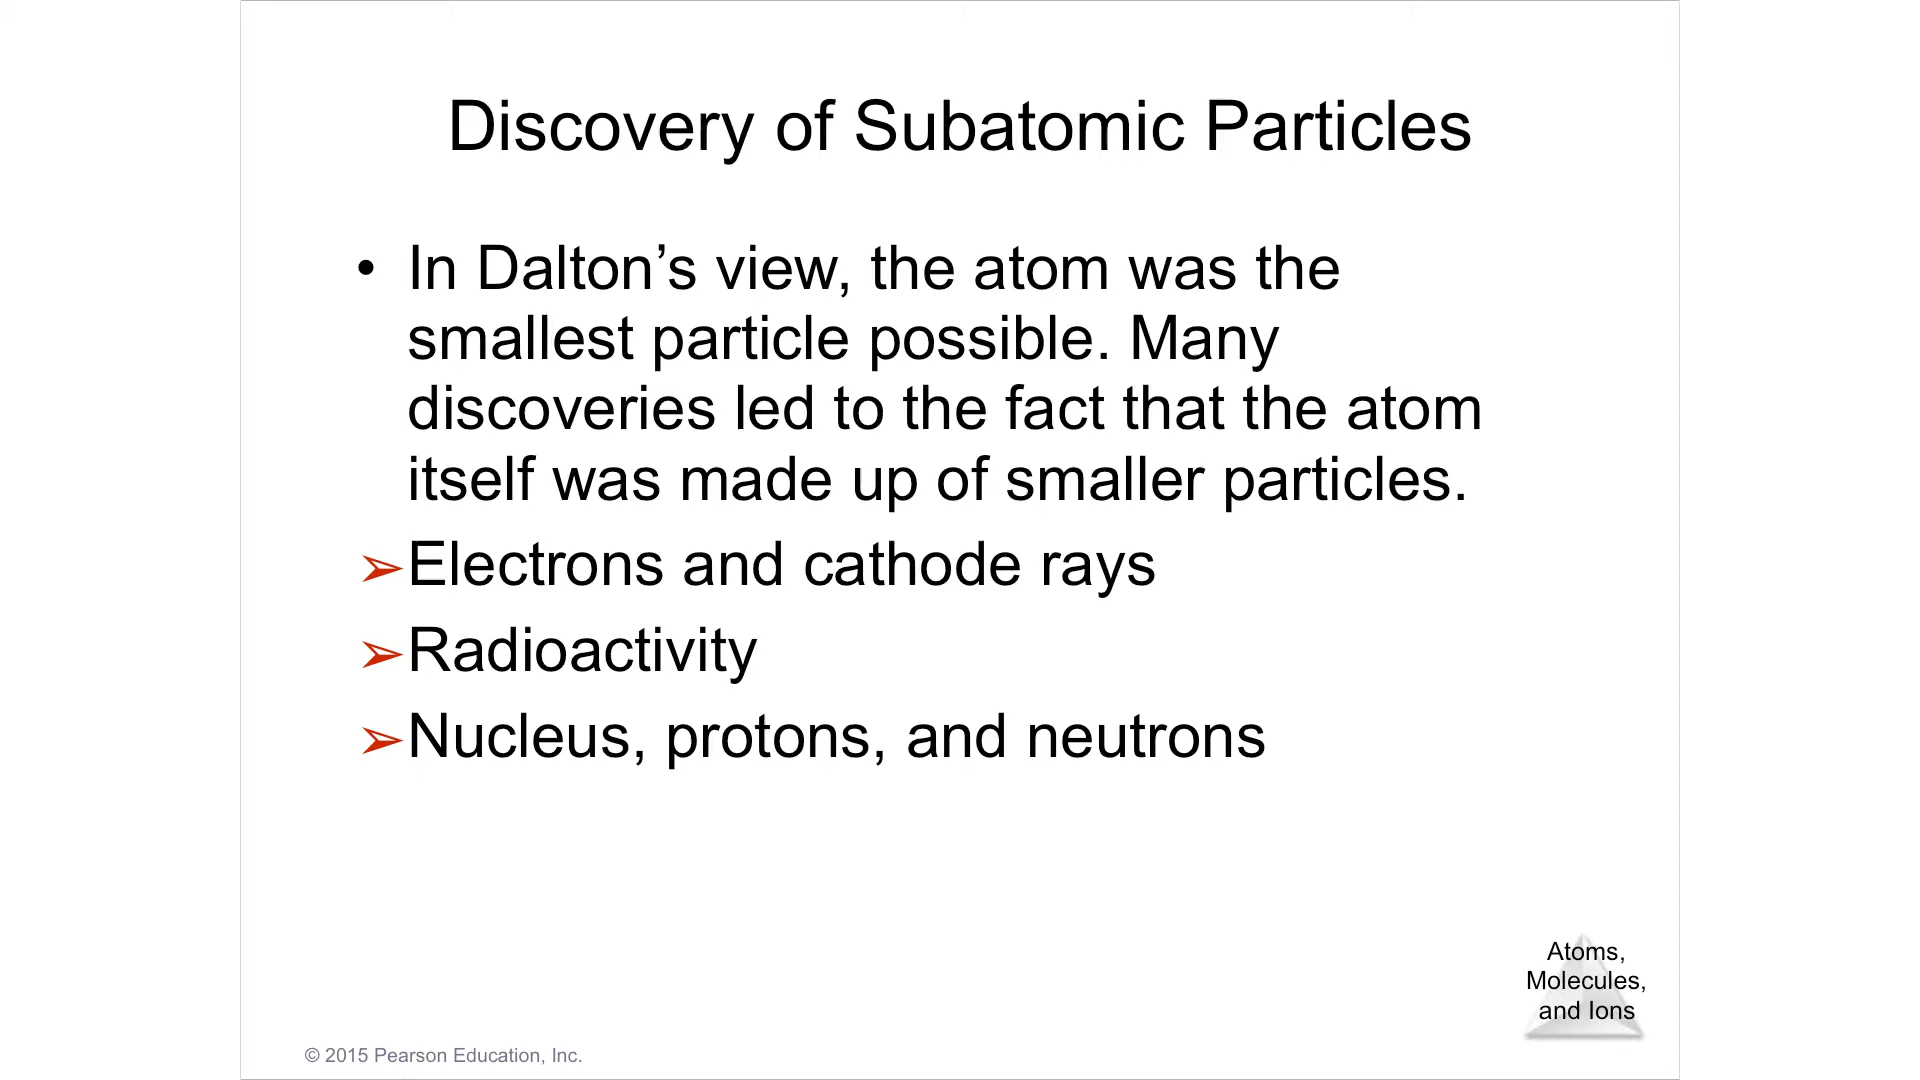 Discovery of Subatomic Particles
• In Dalton’s view, the atom was the
smallest particle possible. Many
discoveries led to the fact that the atom
itself was made up of smaller particles.
➢Electrons and cathode rays
➢Radioactivity
➢Nucleus, protons, and neutrons
Atoms,
Molecules,
and Ions
© 2015 Pearson Education, Inc.